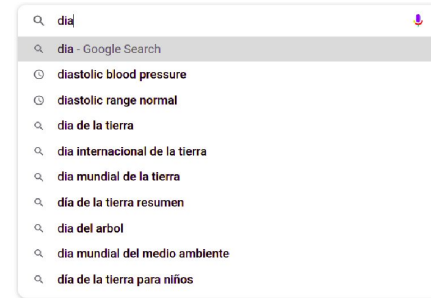 dia
dia - Google Search
diastolic blood pressure
diastolic range normal
dia de la tierra
dia internacional de la tierra
dia mundial de la tierra
día de la tierra resumen
dia del arbol
dia mundial del medio ambiente
día de la tierra para niños